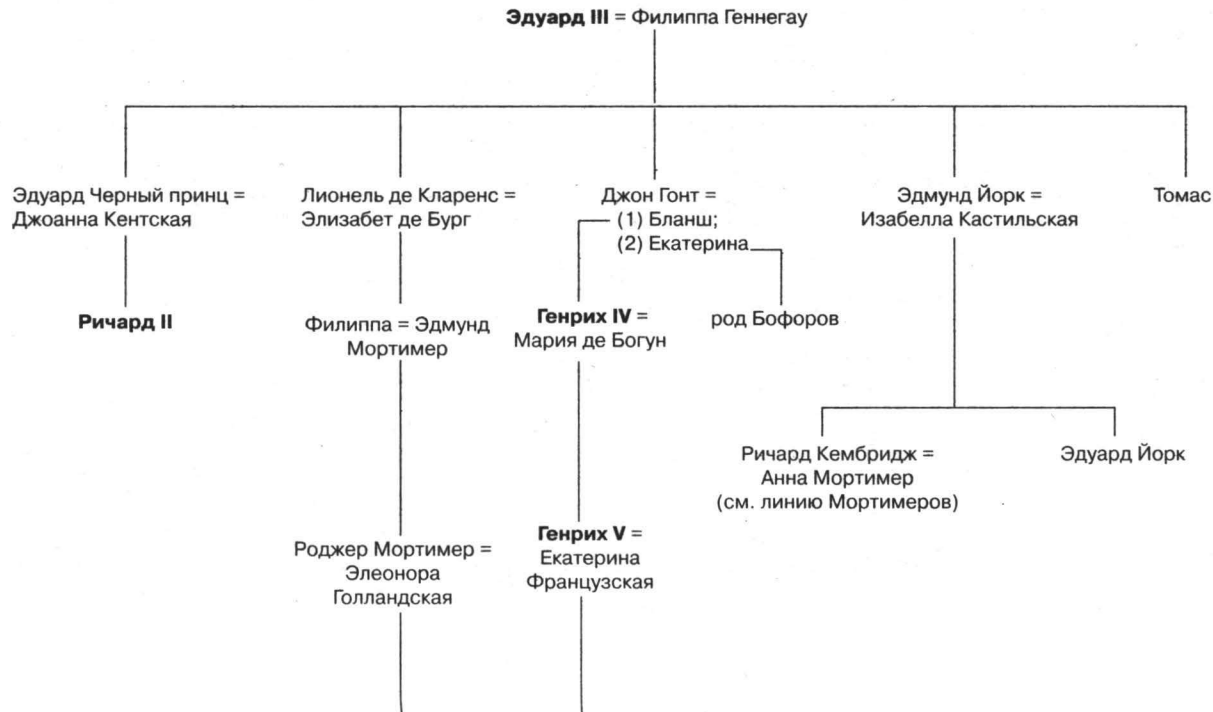 Эдуард III = Филиппа Геннегау
Эдуард Черный принц =
Джоанна Кентская
Лионель де Кларенс =
Элизабет де Бург
Джон Гонт =
(1) Бланш;
(2) Екатерина
Эдмунд Йорк =
Изабелла Кастильская
Томас
Ричард II
Филиппа = Эдмунд
Мортимер
Генрих IV =
Мария де Богун
род Бофоров
Ричард Кембридж =
Анна Мортимер
(см. линию Мортимеров)
Эдуард Йорк
Роджер Мортимер =
Элеонора
Голландская
Генрих V =
Екатерина
Французская